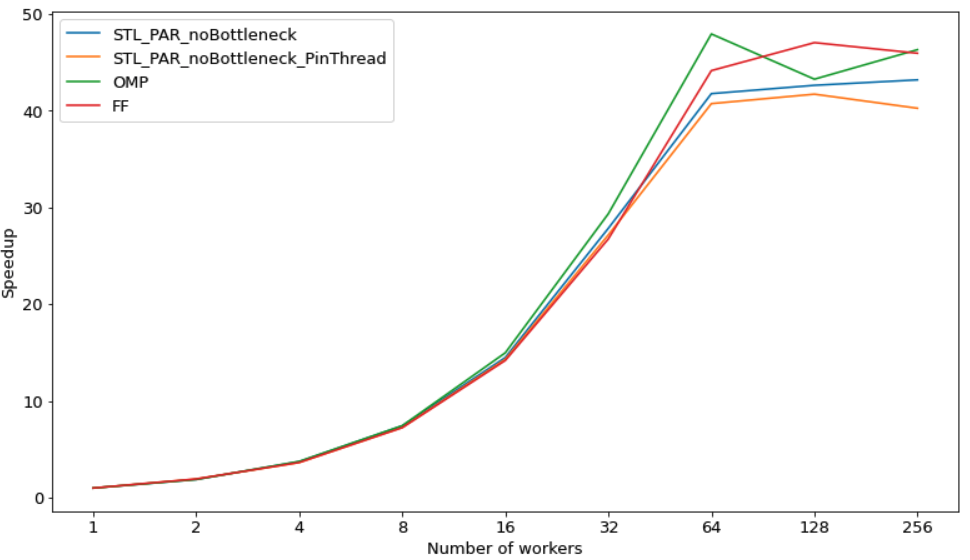 50
40
30
20
10
0
Speedup
STL_PAR_noBottleneck
STL_PAR_noBottleneck_PinThread
OMP
FF
1 2 4 8 16 32 64 128 256
Number of workers